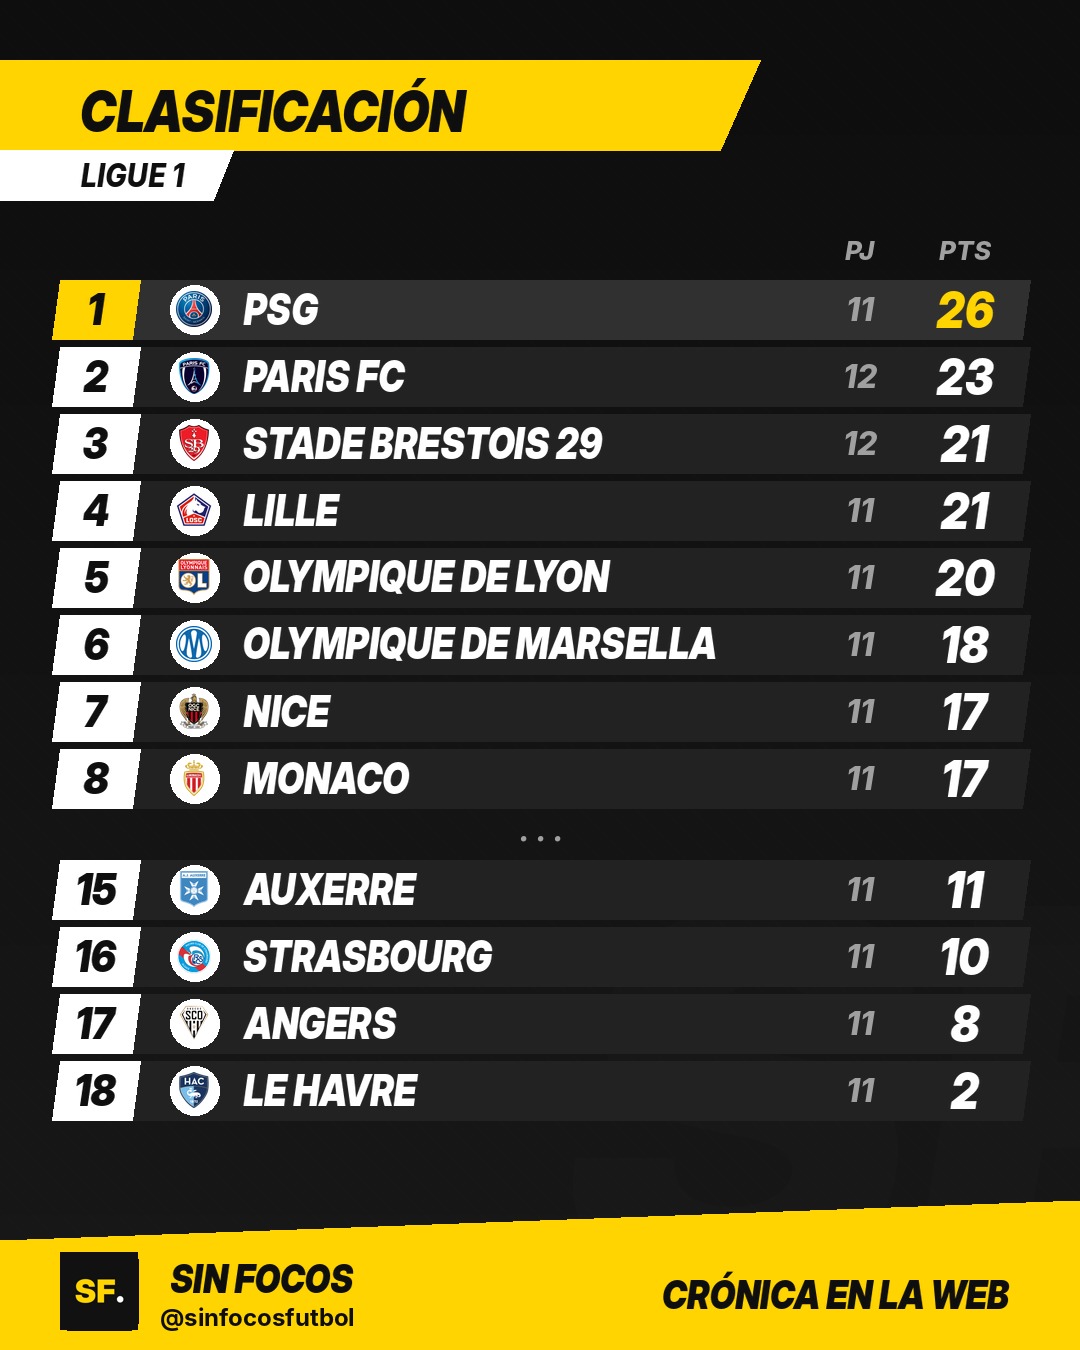 CLASIFICACIÓN
LIGUE 1
PJ PTS
1 PSG 11 26
2 PARIS FC 12 23
3 STADE BRESTOIS 29 12 21
4 LILLE 11 21
5 OLYMPIQUE DE LYON 11 20
6 OLYMPIQUE DE MARSELLA 11 18
7 NICE 11 17
8 MONACO 11 17
...
15 AUXERRE 11 11
16 STRASBOURG 11 10
17 ANGERS 11 8
18 LE HAVRE 11 2
SF. SIN FOCOS
@sinfocosfutbol
CRÓNICA EN LA WEB